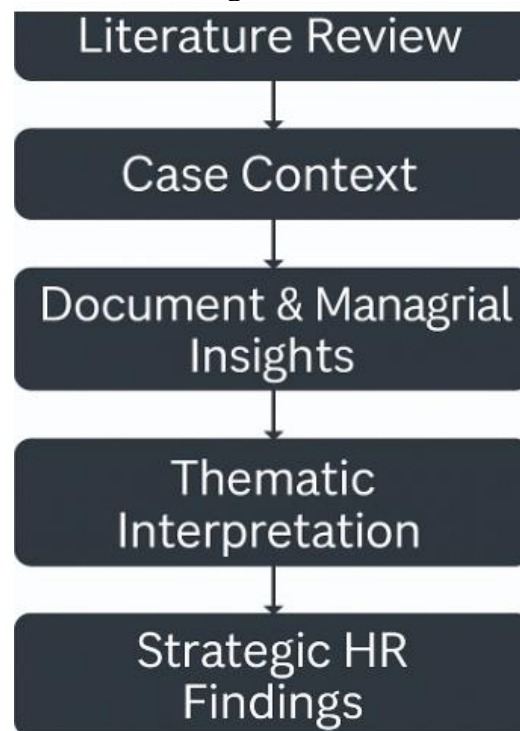 Literature Review
Case Context
Document & Managrial
Insights
Thematic
Interpretation
Strategic HR
Findings